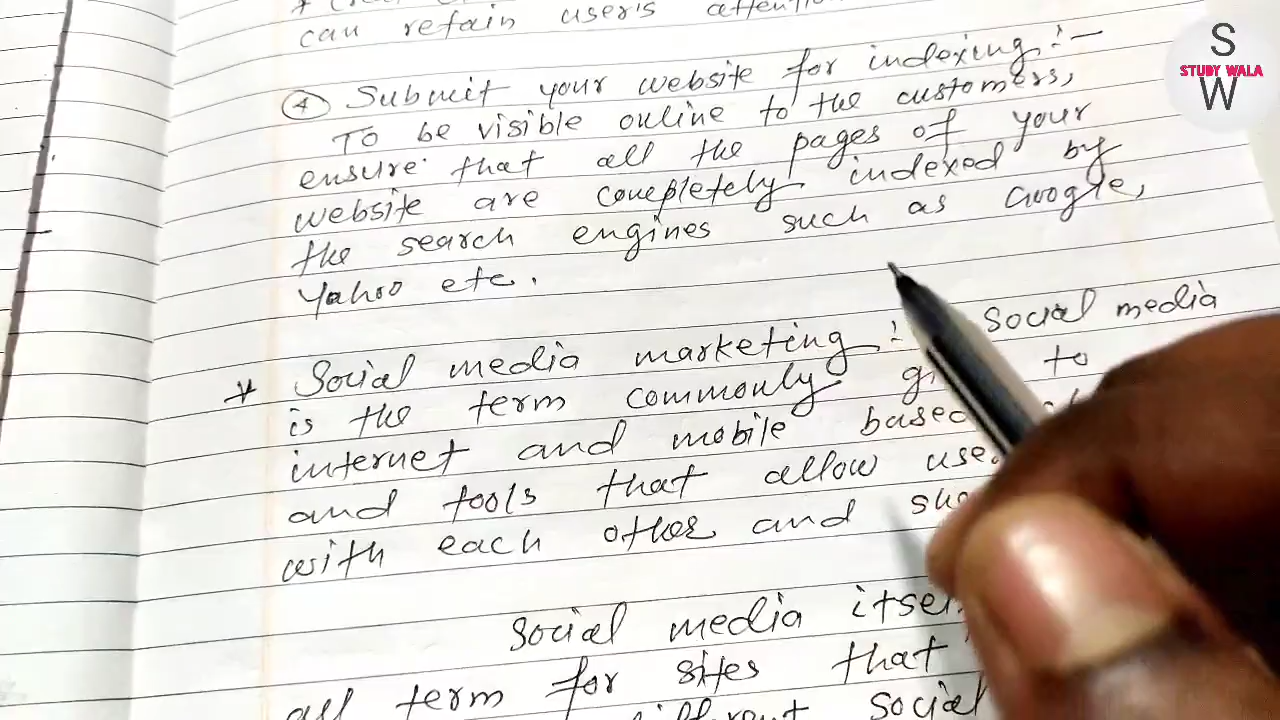 can retain user's attention
④ Submit your website for indexing :-
To be visible online to the customers,
ensure that all the pages of your
website are completely indexed by
the search engines such as Google,
Yahoo etc.
* Social media marketing :- Social media
is the term commonly to
internet and mobile based
and tools that allow
with each other and
Social media
all term for sites that
different social
S
STUDY WALA
W